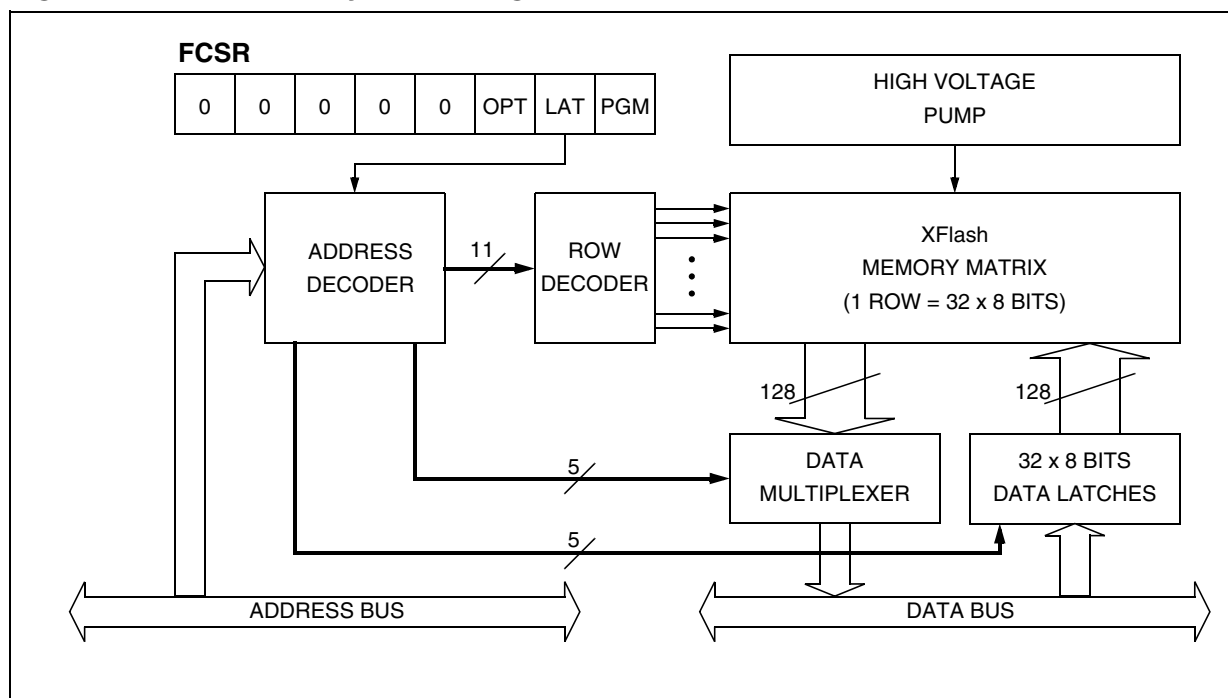 FCSR
0 0 0 0 0 OPT LAT PGM
HIGH VOLTAGE
PUMP
ADDRESS
DECODER
11
ROW
DECODER
XFlash
MEMORY MATRIX
(1 ROW = 32 x 8 BITS)
128
128
5
DATA
MULTIPLEXER
32 x 8 BITS
DATA LATCHES
5
ADDRESS BUS
DATA BUS